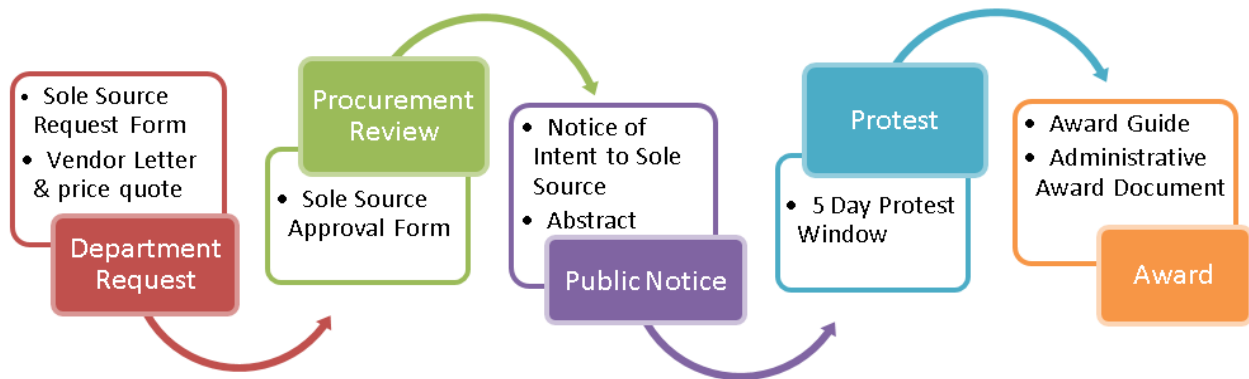 • Sole Source
Request Form
• Vendor Letter
& price quote
Department
Request
Procurement
Review
• Sole Source
Approval Form
• Notice of
Intent to Sole
Source
• Abstract
Public Notice
Protest
• 5 Day Protest
Window
• Award Guide
• Administrative
Award Document
Award